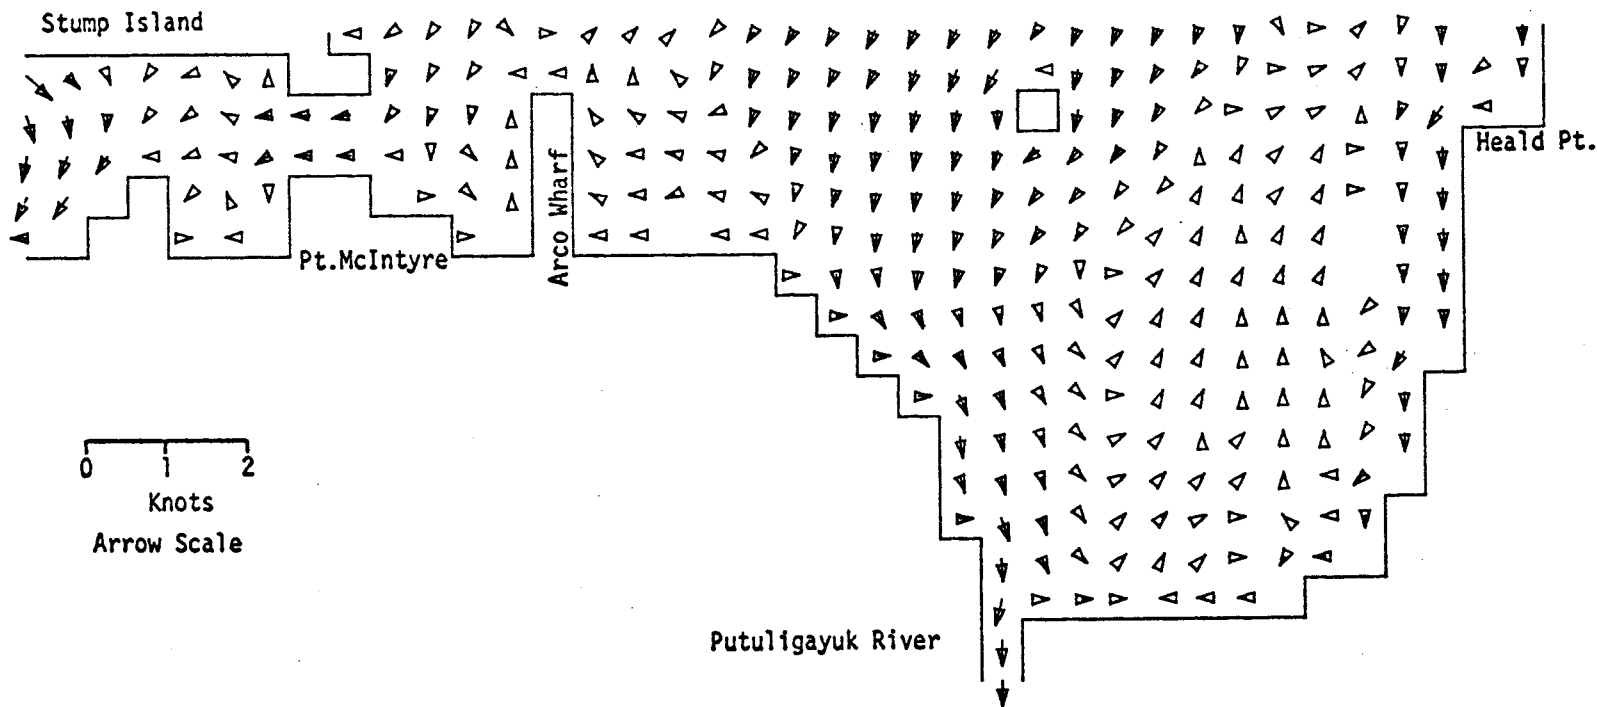 Stump Island
Heald Pt.
Arco Wharf
Pt.McIntyre
0 1 2
Knots
Arrow Scale
Putuligayuk River